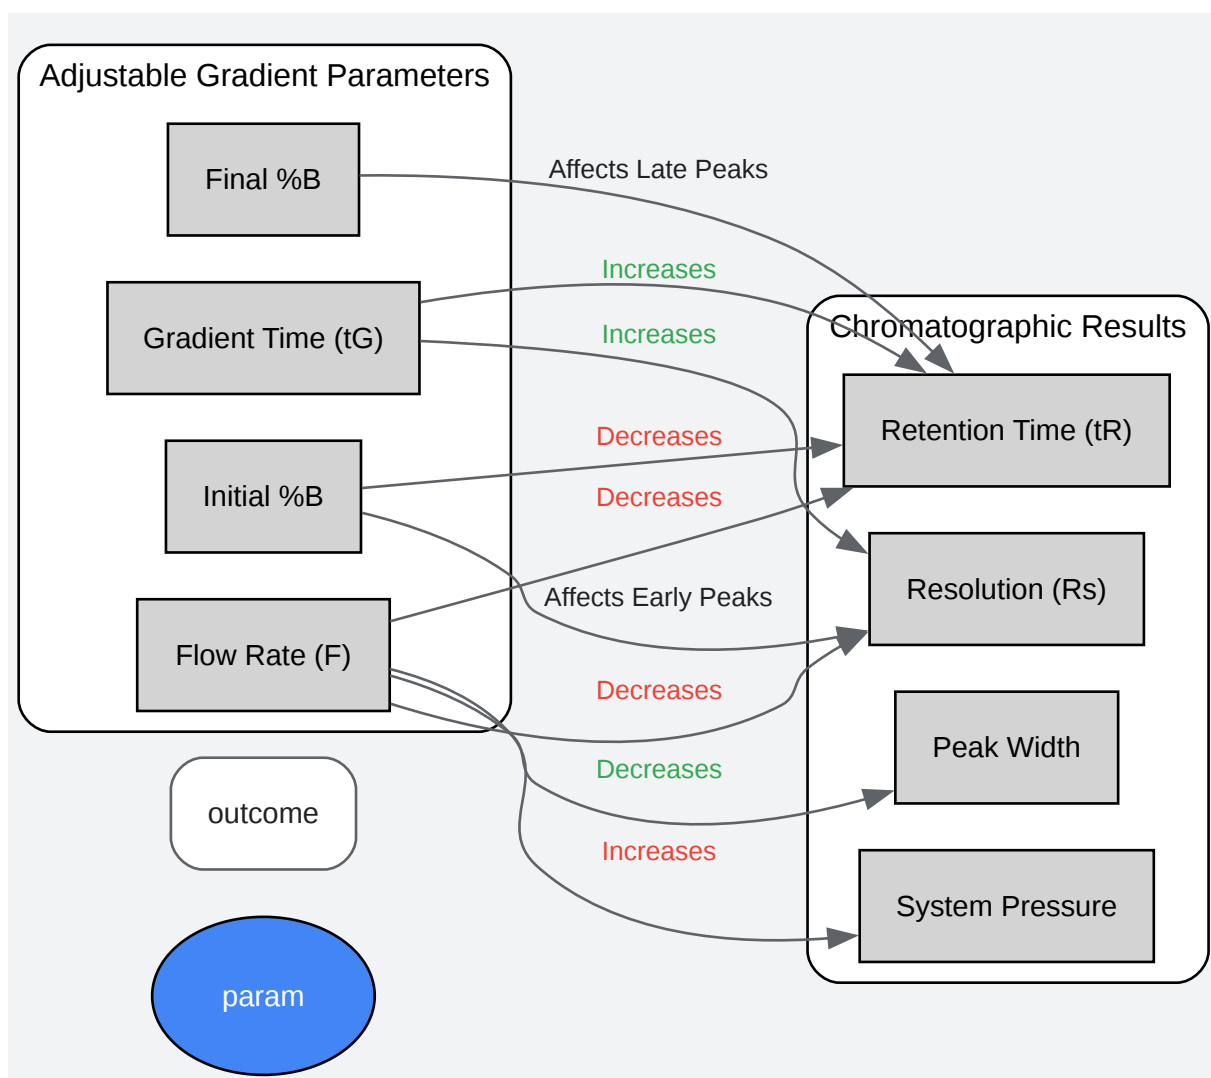 Adjustable Gradient Parameters
Final %B
Gradient Time (tG)
Initial %B
Flow Rate (F)
outcome
param
Affects Late Peaks
Increases
Increases
Decreases
Decreases
Affects Early Peaks
Decreases
Decreases
Increases
Chromatographic Results
Retention Time (tR)
Resolution (Rs)
Peak Width
System Pressure